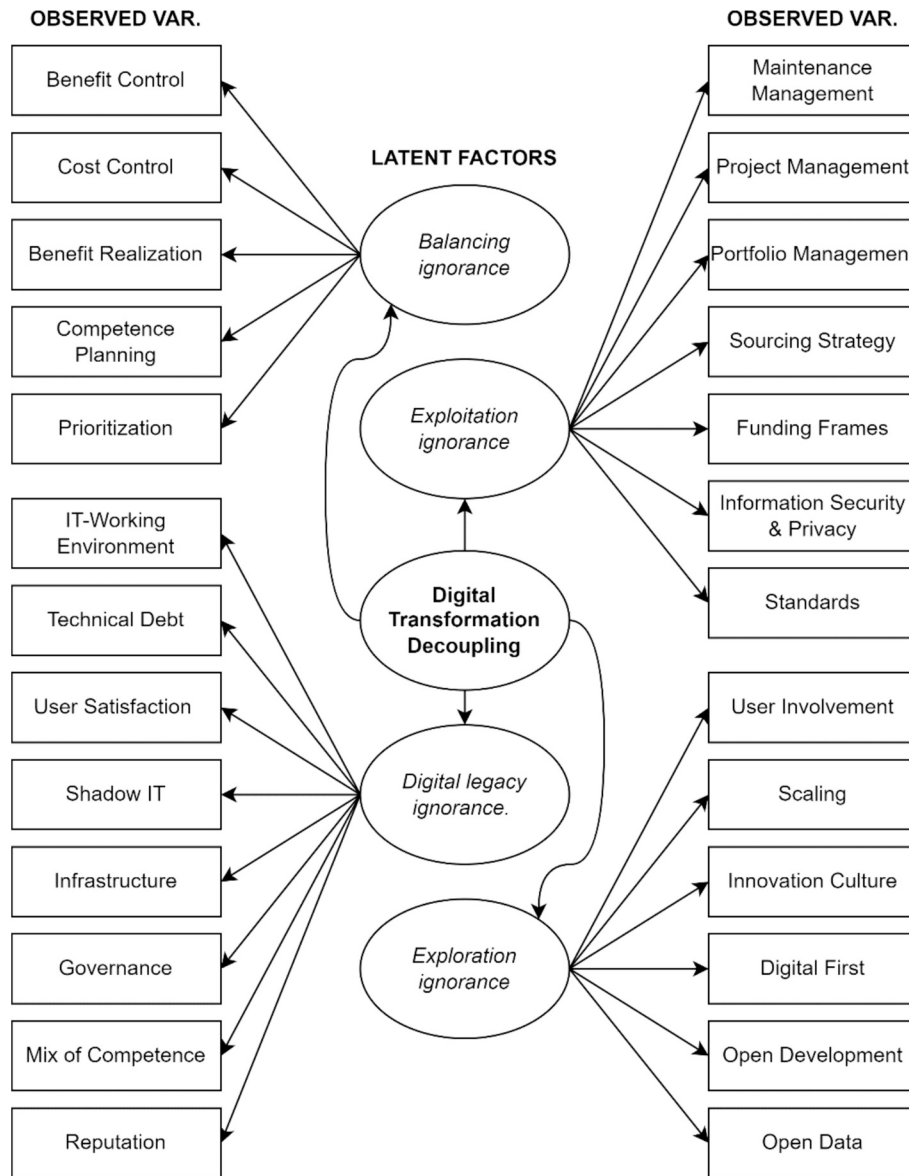 OBSERVED VAR.
Benefit Control
Cost Control
Benefit Realization
Competence
Planning
Prioritization
IT-Working
Environment
Technical Debt
User Satisfaction
Shadow IT
Infrastructure
Governance
Mix of Competence
Reputation
LATENT FACTORS
Balancing
ignorance
Exploitation
ignorance
Digital
Transformation
Decoupling
Digital legacy
ignorance.
Exploration
ignorance
OBSERVED VAR.
Maintenance
Management
Project Management
Portfolio Management
Sourcing Strategy
Funding Frames
Information Security
& Privacy
Standards
User Involvement
Scaling
Innovation Culture
Digital First
Open Development
Open Data